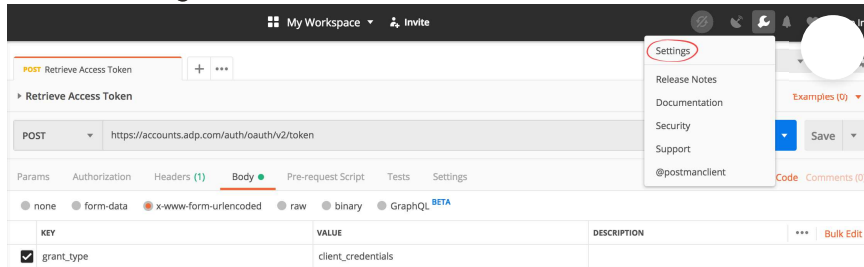 My Workspace Invite
Settings
POST Retrieve Access Token
Release Notes
Retrieve Access Token
Examples (0)
Documentation
POST https://accounts.adp.com/auth/oauth/v2/token
Security
Save
Support
Params Authorization Headers (1) Body Pre-request Script Tests Settings
@postmanclient
Code Comments (0)
none form-data x-www-form-urlencoded raw binary GraphQL BETA
KEY VALUE DESCRIPTION Bulk Edit
grant_type client_credentials